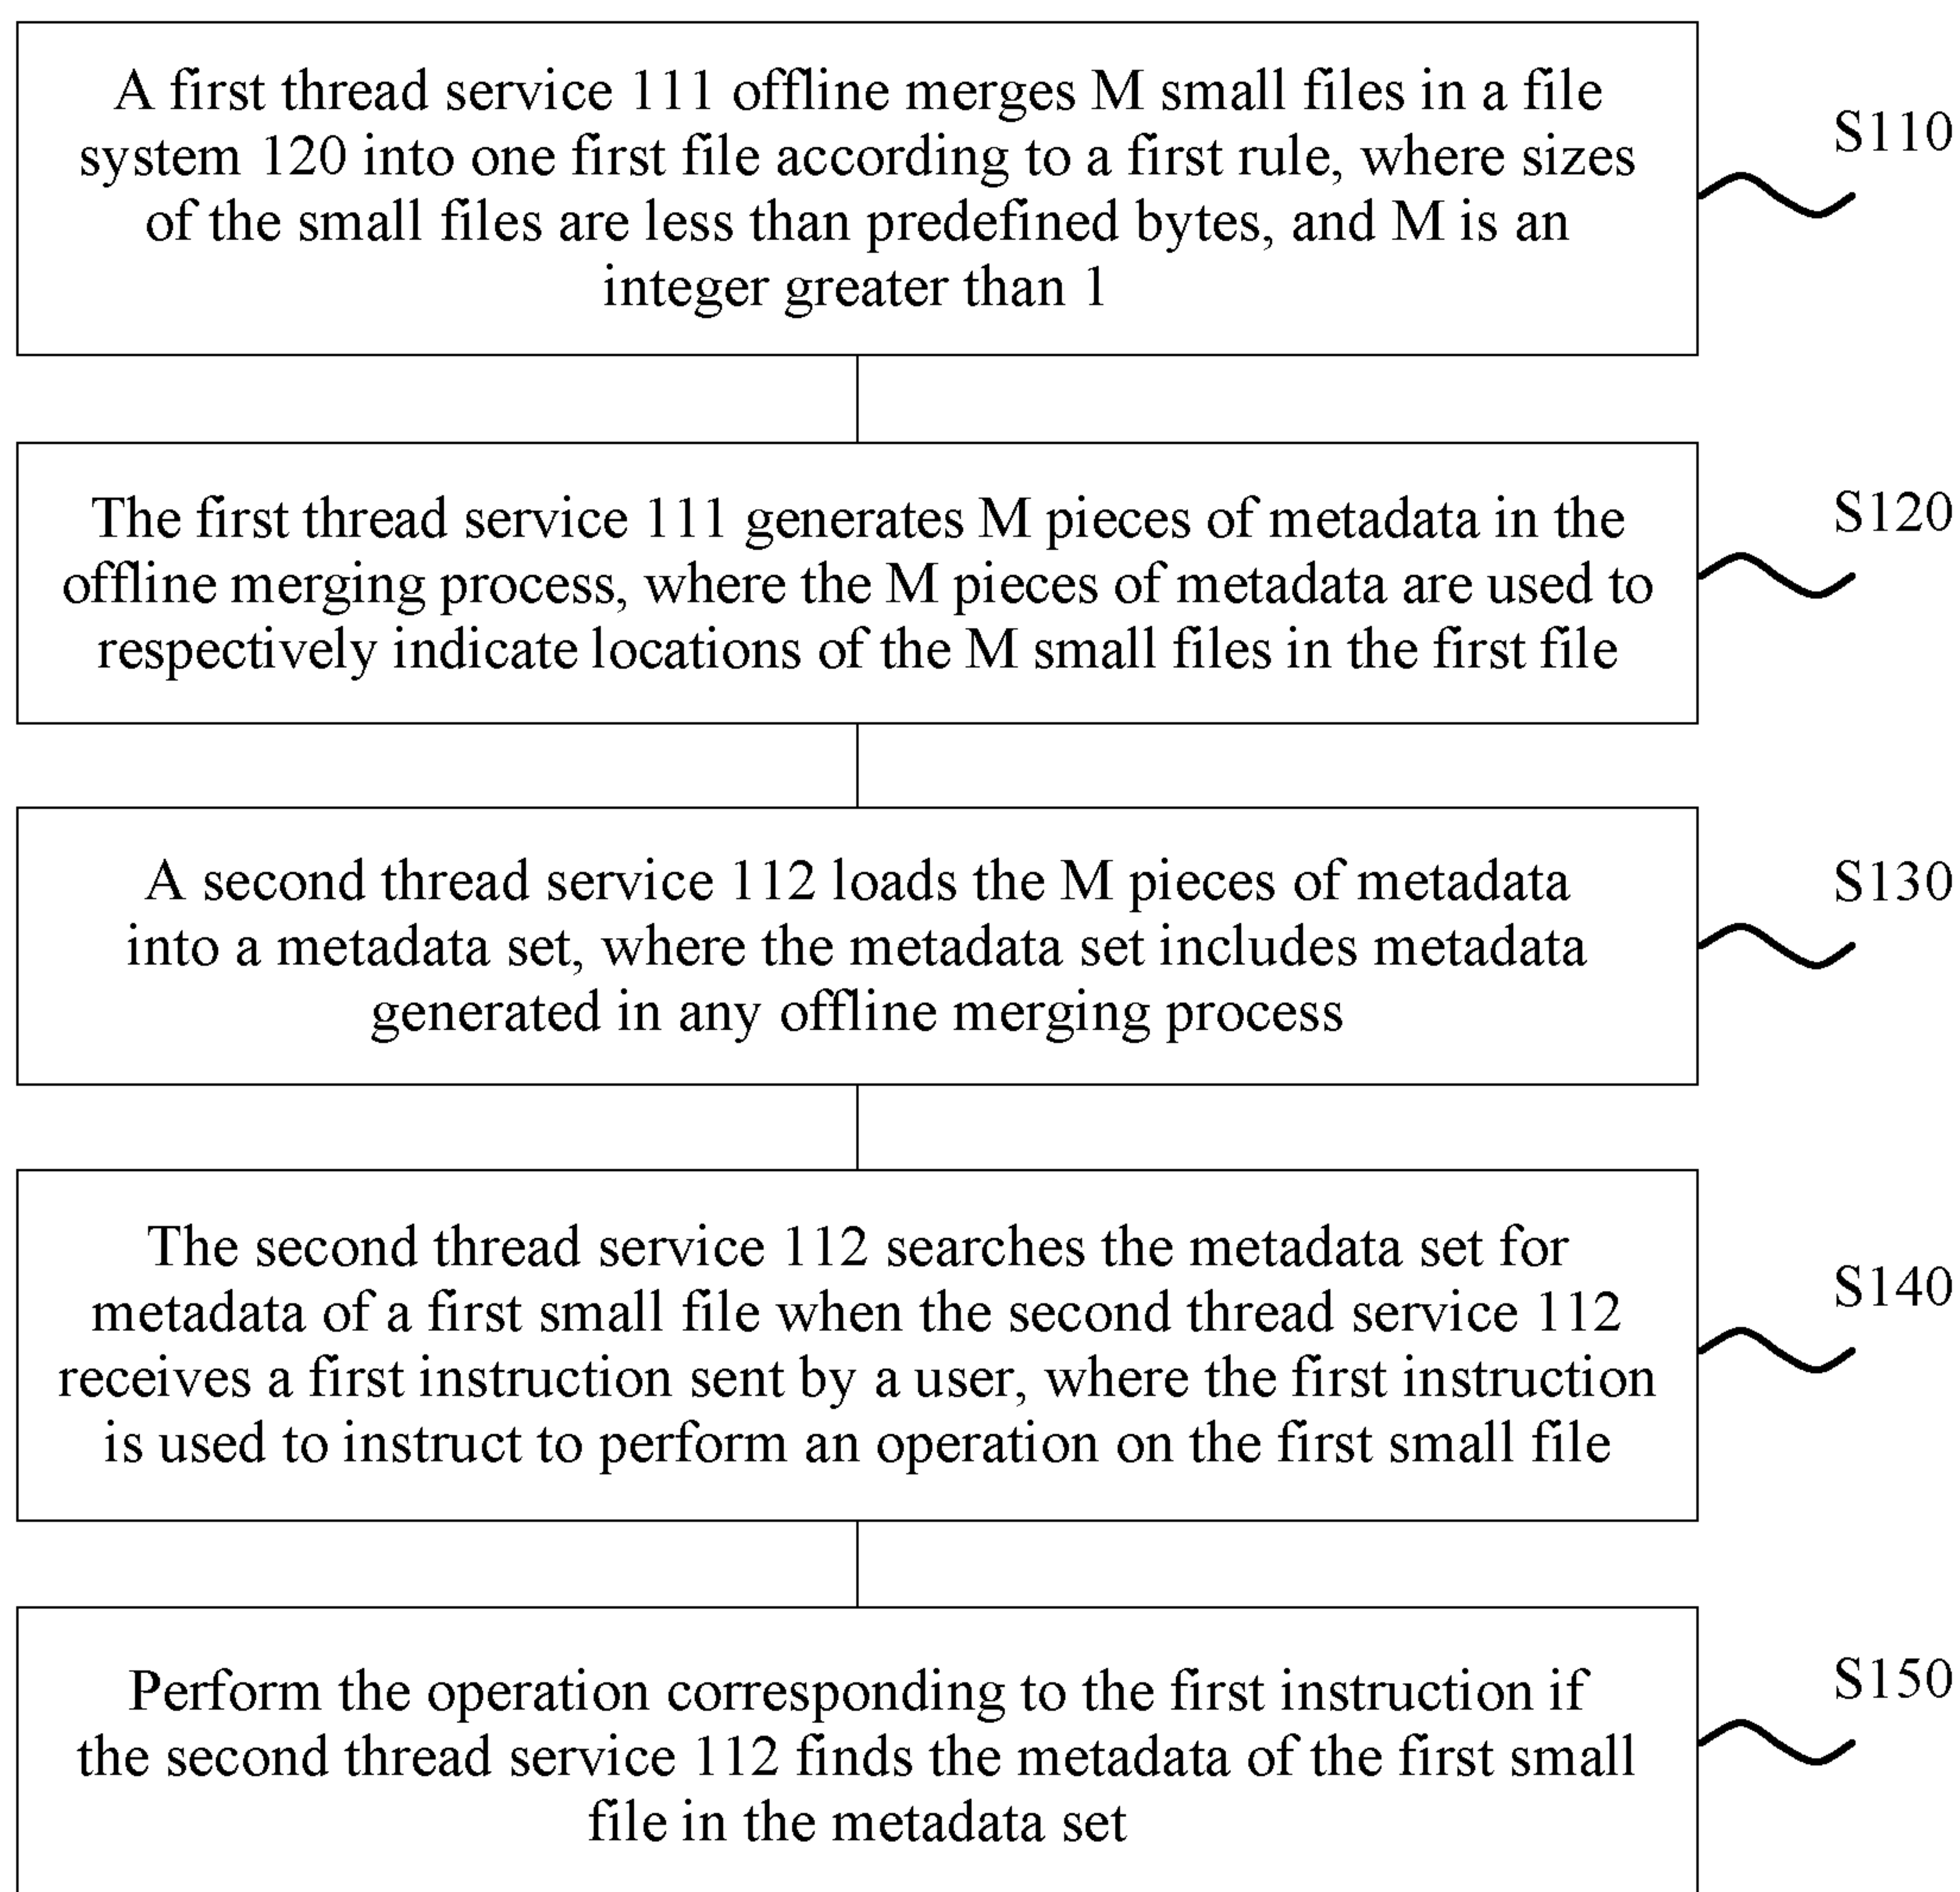 A first thread service 111 offline merges M small files in a file
system 120 into one first file according to a first rule, where sizes
of the small files are less than predefined bytes, and M is an
integer greater than 1
S110
The first thread service 111 generates M pieces of metadata in the
offline merging process, where the M pieces of metadata are used to
respectively indicate locations of the M small files in the first file
S120
A second thread service 112 loads the M pieces of metadata
into a metadata set, where the metadata set includes metadata
generated in any offline merging process
S130
The second thread service 112 searches the metadata set for
metadata of a first small file when the second thread service 112
receives a first instruction sent by a user, where the first instruction
is used to instruct to perform an operation on the first small file
S140
Perform the operation corresponding to the first instruction if
the second thread service 112 finds the metadata of the first small
file in the metadata set
S150